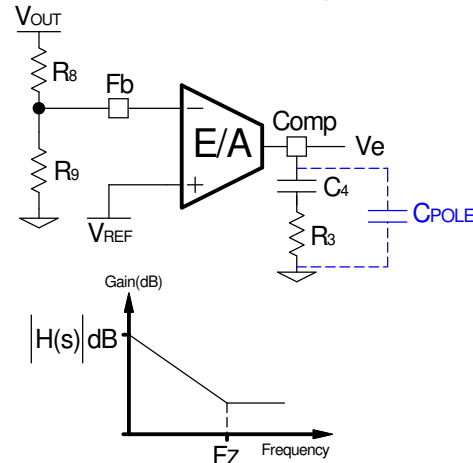 VOUT
R8
Fb
R9
VREF
E/A
Comp
Ve
C4
R3
CPOLE
Gain(dB)
|H(s)| dB
FZ
Frequency